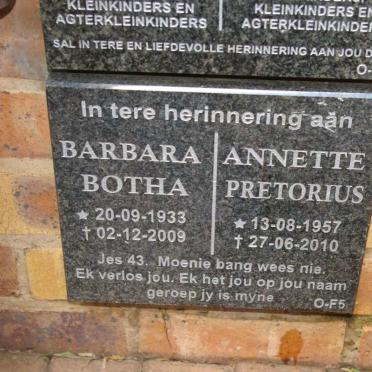 KLEINKINDERS EN
AGTERKLEINKINDERS
KLEINKINDERS EN
AGTERKLEINKINDERS
SAL IN TERE EN LIEFDEVOLLE HERINNERING AAN JOU
O-
In tere herinnering aan
BARBARA
BOTHA
★ 20-09-1933
† 02-12-2009
ANNETTE
PRETORIUS
★ 13-08-1957
† 27-06-2010
Jes 43. Moenie bang wees nie.
Ek verlos jou. Ek het jou op jou naam
geroep jy is myne
O-F5